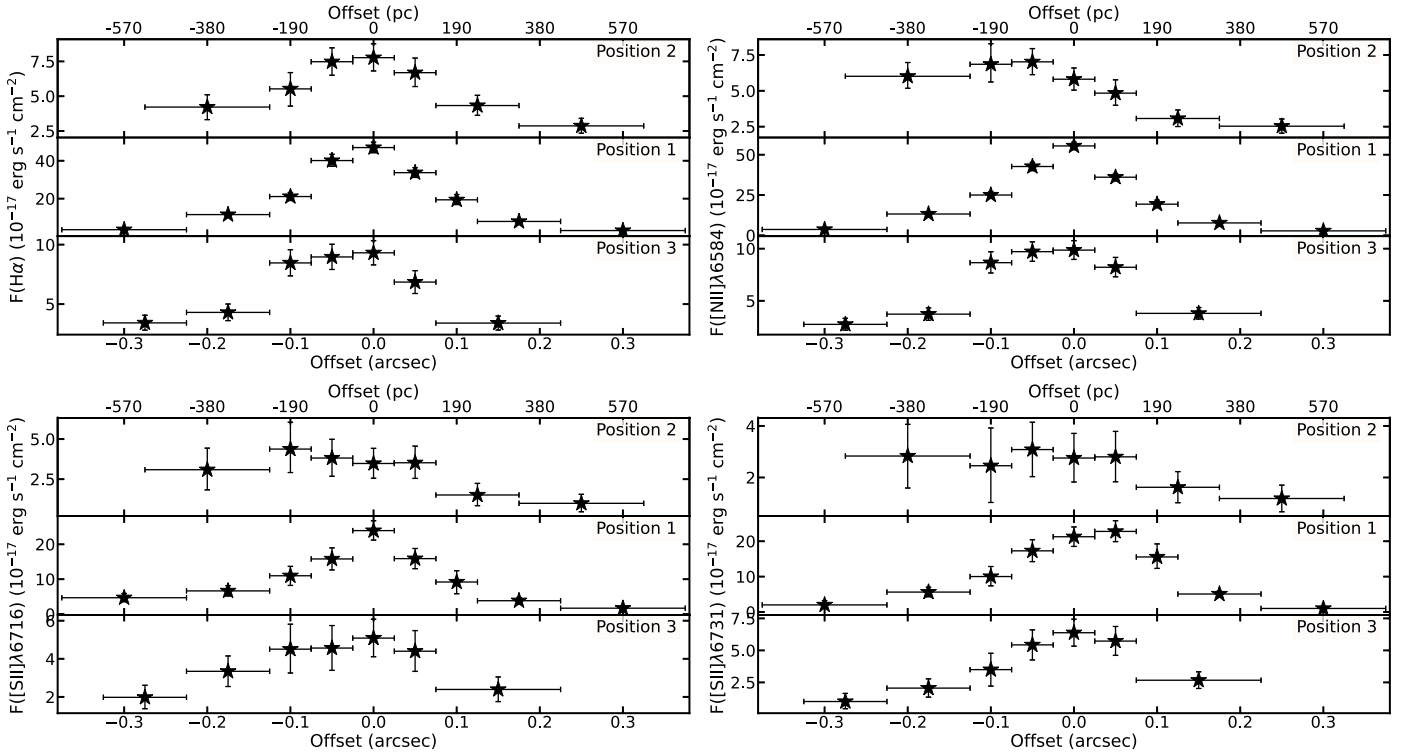 Offset (pc)
-570 -380 -190 0 190 380 570
Position 2
7.5
5.0
2.5
Position 1
40
20
Position 3
10
5
F(Hα) (10⁻¹⁷ erg s⁻¹ cm⁻²)
−0.3 −0.2 −0.1 0.0 0.1 0.2 0.3
Offset (arcsec)
Offset (pc)
-570 -380 -190 0 190 380 570
Position 2
7.5
5.0
2.5
Position 1
50
25
0
Position 3
10
5
F([NII]λ6584) (10⁻¹⁷ erg s⁻¹ cm⁻²)
−0.3 −0.2 −0.1 0.0 0.1 0.2 0.3
Offset (arcsec)
Offset (pc)
-570 -380 -190 0 190 380 570
Position 2
5.0
2.5
Position 1
20
10
0
Position 3
6
4
2
F([SII]λ6716) (10⁻¹⁷ erg s⁻¹ cm⁻²)
−0.3 −0.2 −0.1 0.0 0.1 0.2 0.3
Offset (arcsec)
Offset (pc)
-570 -380 -190 0 190 380 570
Position 2
4
2
Position 1
20
10
0
Position 3
7.5
5.0
2.5
F([SII]λ6731) (10⁻¹⁷ erg s⁻¹ cm⁻²)
−0.3 −0.2 −0.1 0.0 0.1 0.2 0.3
Offset (arcsec)